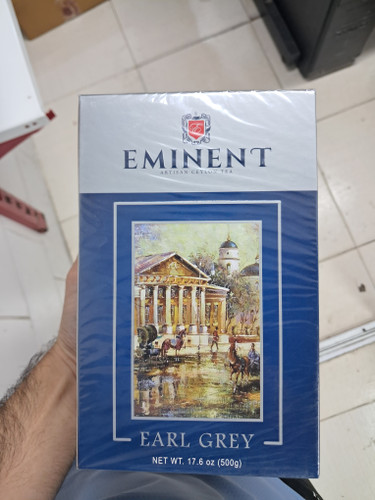 EMINENT
ARTISAN CEYLON TEA
EARL GREY
NET WT. 17.6 oz (500g)